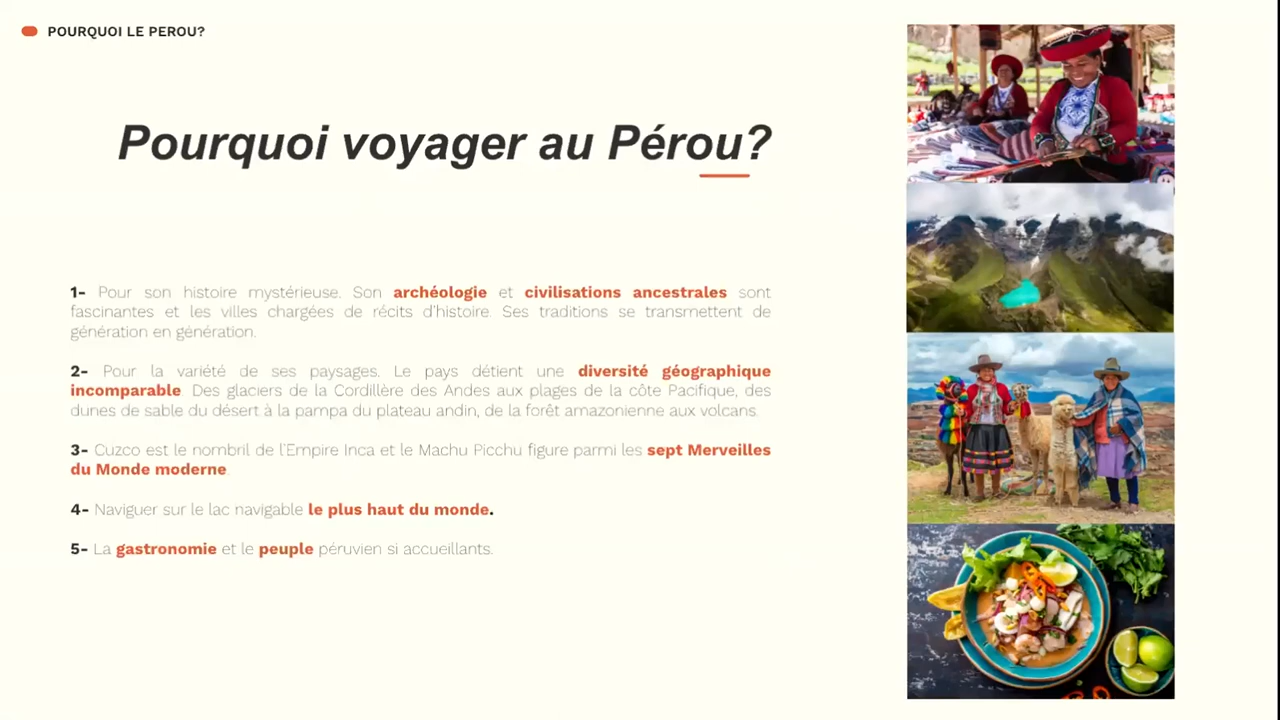 POURQUOI LE PEROU?
Pourquoi voyager au Pérou?
1- Pour son histoire mystérieuse. Son archéologie et civilisations ancestrales sont
fascinantes et les villes chargées de récits d'histoire. Ses traditions se transmettent de
génération en génération.
2- Pour la variété de ses paysages. Le pays détient une diversité géographique
incomparable. Des glaciers de la Cordillère des Andes aux plages de la côte Pacifique, des
dunes de sable du désert à la pampa du plateau andin, de la forêt amazonienne aux volcans.
3- Cuzco est le nombril de l'Empire Inca et le Machu Picchu figure parmi les sept Merveilles
du Monde moderne
4- Naviguer sur le lac navigable le plus haut du monde.
5- La gastronomie et le peuple péruvien si accueillants.